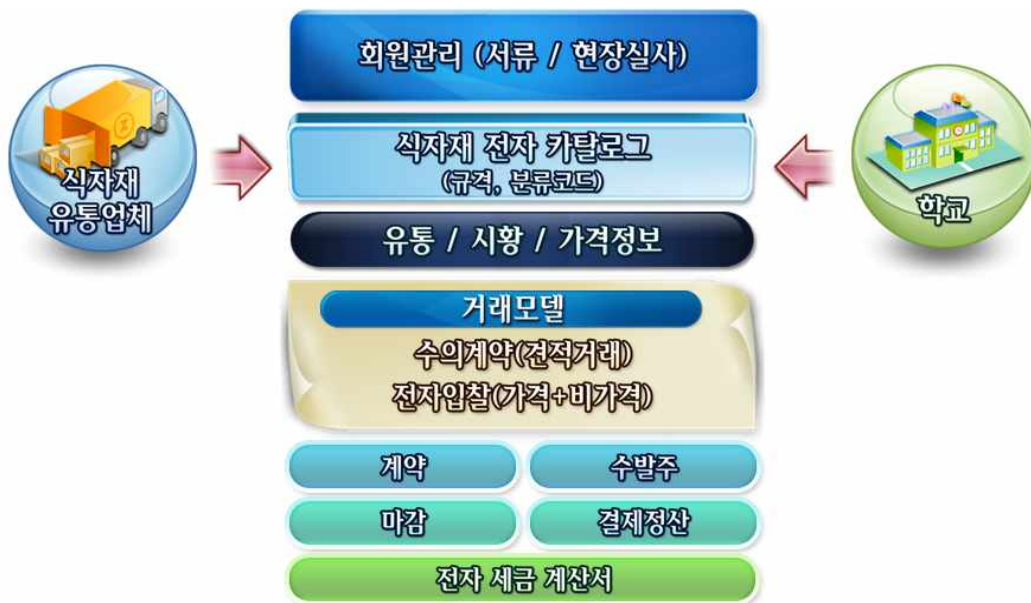 회원관리 (서류 / 현장실사)
식자재
유통업체
식자재 전자 카탈로그
(규격, 분류코드)
학교
유통 / 시황 / 가격정보
거래모델
수의계약(견적거래)
전자입찰(가격+비가격)
계약
수발주
마감
결제정산
전자 세금 계산서